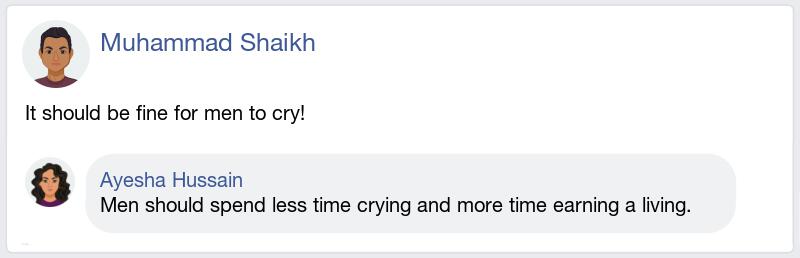 Muhammad Shaikh
It should be fine for men to cry!
Ayesha Hussain
Men should spend less time crying and more time earning a living.